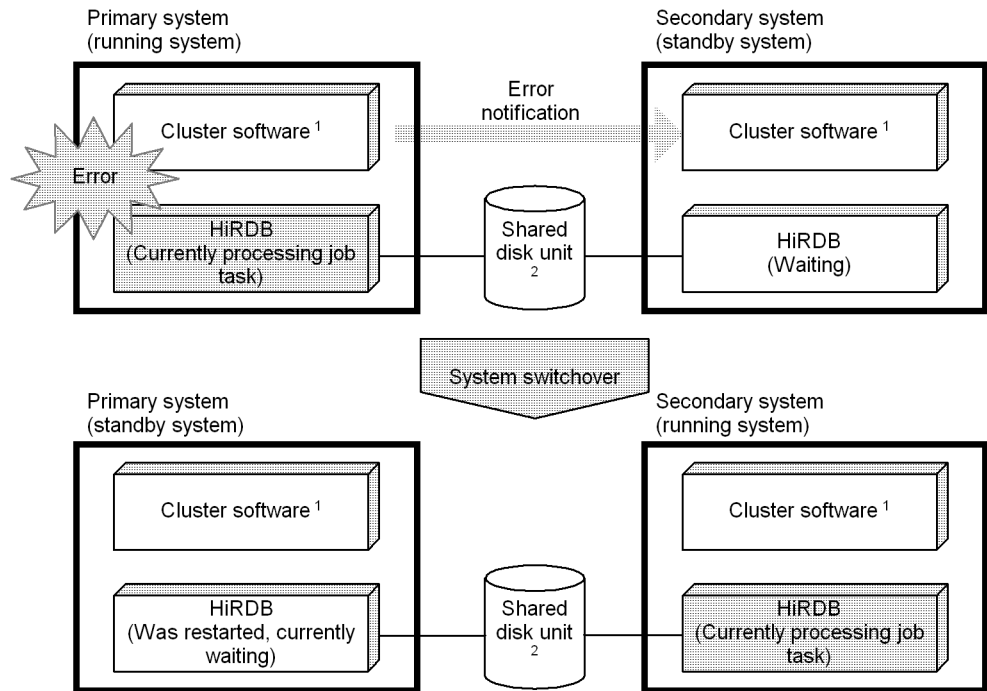 Primary system
(running system)
Secondary system
(standby system)
Cluster software 1
Error
notification
Cluster software 1
Error
HiRDB
(Currently processing job
task)
Shared
disk unit
2
HiRDB
(Waiting)
System switchover
Primary system
(standby system)
Secondary system
(running system)
Cluster software 1
Cluster software 1
HiRDB
(Was restarted, currently
waiting)
Shared
disk unit
2
HiRDB
(Currently processing job
task)